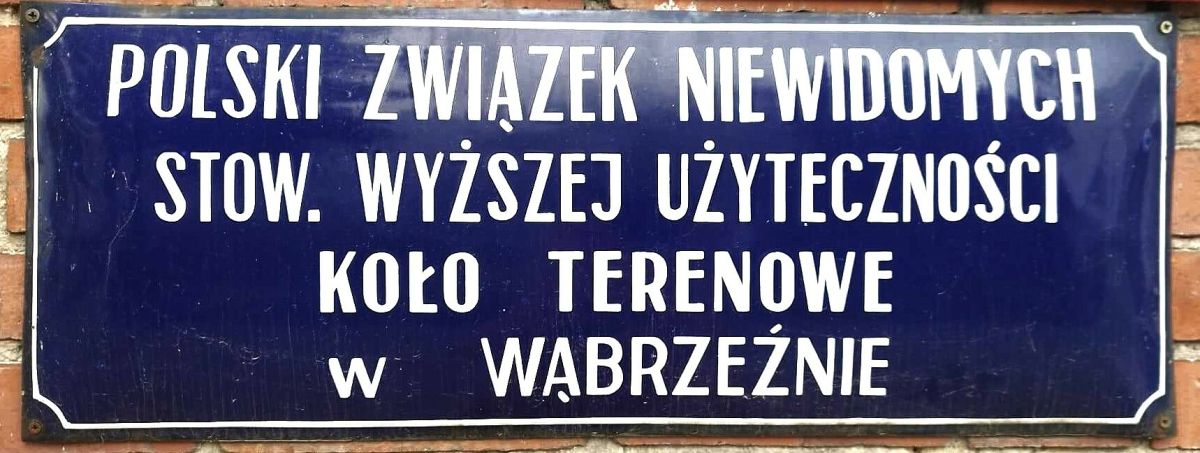 POLSKI ZWIĄZEK NIEWIDOMYCH
STOW. WYŻSZEJ UŻYTECZNOŚCI
KOŁO TERENOWE
w WĄBRZEŹNIE